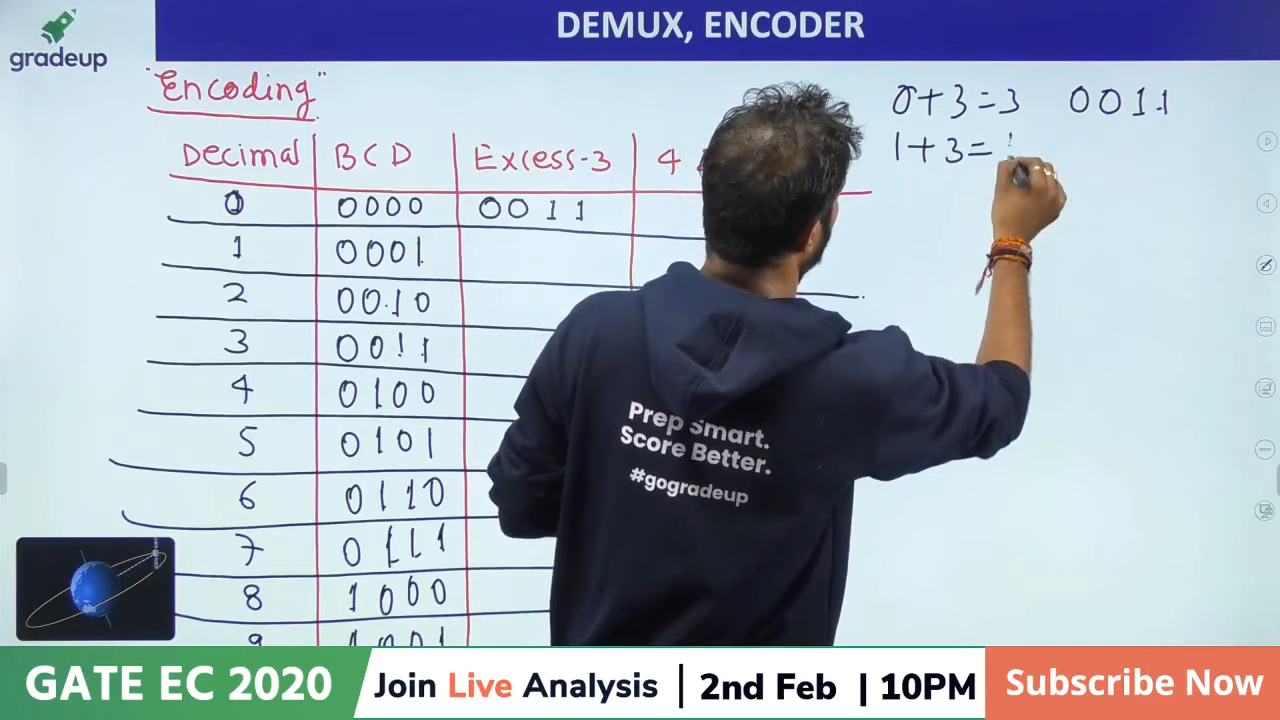 DEMUX, ENCODER
gradeup
"Encoding"
Decimal BCD Excess-3 4
0 0000 0011
1 0001
2 0010
3 0011
4 0100
5 0101
6 0110
7 0111
8 1000
9 1001
0+3=3 0011
1+3=
Prep Smart.
Score Better.
#gogradeup
GATE EC 2020
Join Live Analysis | 2nd Feb | 10PM
Subscribe Now